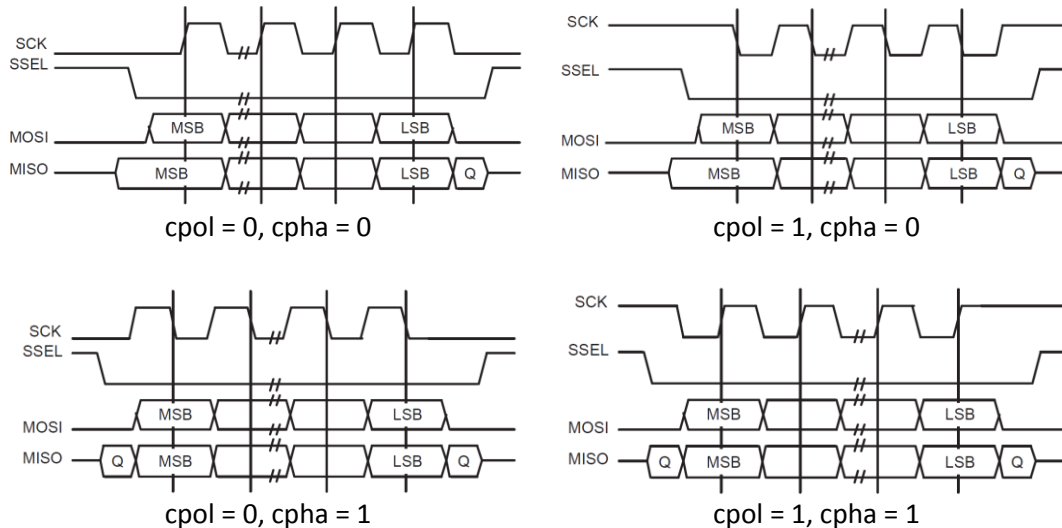 SCK
SSEL
MOSI MSB LSB
MISO MSB LSB Q
cpol = 0, cpha = 0
SCK
SSEL
MOSI MSB LSB
MISO MSB LSB Q
cpol = 1, cpha = 0
SCK
SSEL
MOSI MSB LSB
MISO Q MSB LSB Q
cpol = 0, cpha = 1
SCK
SSEL
MOSI MSB LSB
MISO Q MSB LSB Q
cpol = 1, cpha = 1